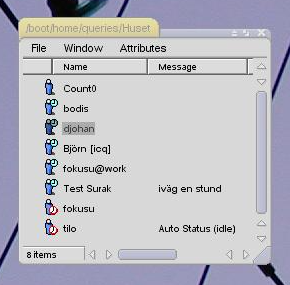 /boot/home/queries/Huset
File Window Attributes
Name Message
Count0
bodis
djohan
Björn [icq]
fokusu@work
Test Surak iväg en stund
fokusu
tilo Auto Status (idle)
8 items